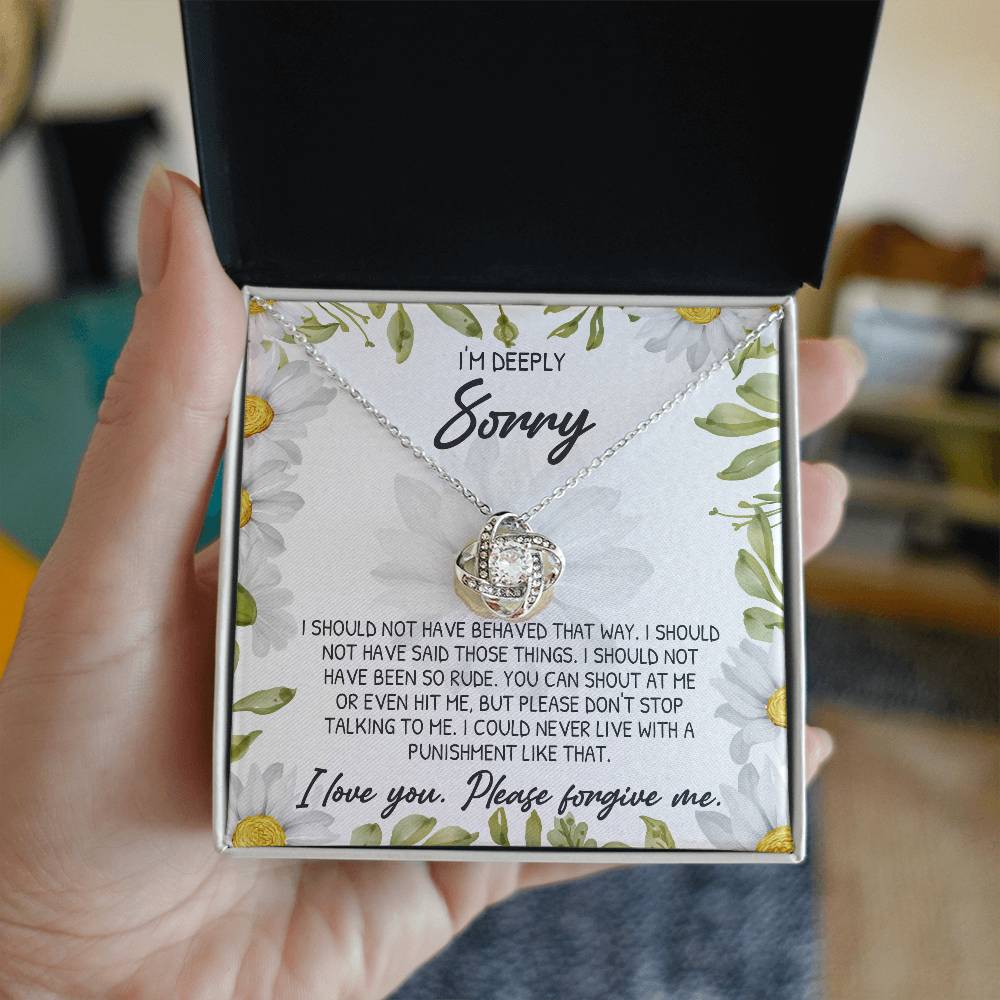 I'M DEEPLY
Sorry
I SHOULD NOT HAVE BEHAVED THAT WAY. I SHOULD
NOT HAVE SAID THOSE THINGS. I SHOULD NOT
HAVE BEEN SO RUDE. YOU CAN SHOUT AT ME
OR EVEN HIT ME, BUT PLEASE DON'T STOP
TALKING TO ME. I COULD NEVER LIVE WITH A
PUNISHMENT LIKE THAT.
I love you. Please forgive me.